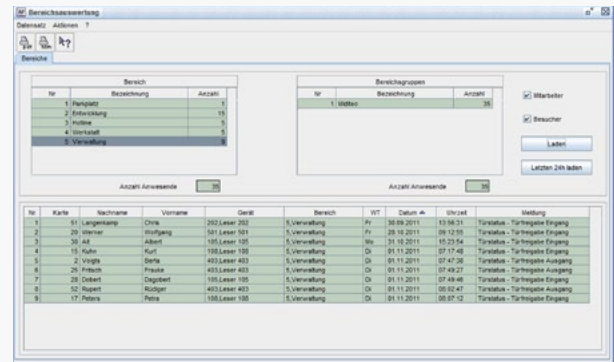 Bereichsauswertung
Datensatz Aktionen ?
Bereiche
Bereich
Nr Bezeichnung Anzahl
1 Parkplatz 1
2 Entwicklung 15
3 Hotline 5
4 Werkstatt 5
5 Verwaltung 9
Anzahl Anwesende 35
Bereichsgruppen
Nr Bezeichnung Anzahl
1 35
Anzahl Anwesende 35
Mitarbeiter
Besucher
Laden
Letzten 24h laden
Nr. Karte Nachname Vorname Gerät Bereich WT Datum Uhrzeit Meldung
1 51 Langenkamp Chris 202,Leser 202 5,Verwaltung Fr 30.09.2011 13:56:31 Türstatus - Türfreigabe Eingang
2 20 Werner Wolfgang 501,Leser 501 5,Verwaltung Fr 28.10.2011 09:12:55 Türstatus - Türfreigabe Eingang
3 30 Alt Albert 105,Leser 105 5,Verwaltung Mo 31.10.2011 15:23:54 Türstatus - Türfreigabe Eingang
4 15 Kuhn Kurt 108,Leser 108 5,Verwaltung Di 01.11.2011 07:17:48 Türstatus - Türfreigabe Eingang
5 2 Voigts Berta 403,Leser 403 5,Verwaltung Di 01.11.2011 07:47:38 Türstatus - Türfreigabe Ausgang
6 25 Fritsch Frauke 403,Leser 403 5,Verwaltung Di 01.11.2011 07:49:27 Türstatus - Türfreigabe Ausgang
7 28 Dobert Dagobert 105,Leser 105 5,Verwaltung Di 01.11.2011 07:49:46 Türstatus - Türfreigabe Eingang
8 52 Rupert Rüdiger 403,Leser 403 5,Verwaltung Di 01.11.2011 08:02:47 Türstatus - Türfreigabe Ausgang
9 17 Peters Petra 108,Leser 108 5,Verwaltung Di 01.11.2011 08:07:12 Türstatus - Türfreigabe Eingang